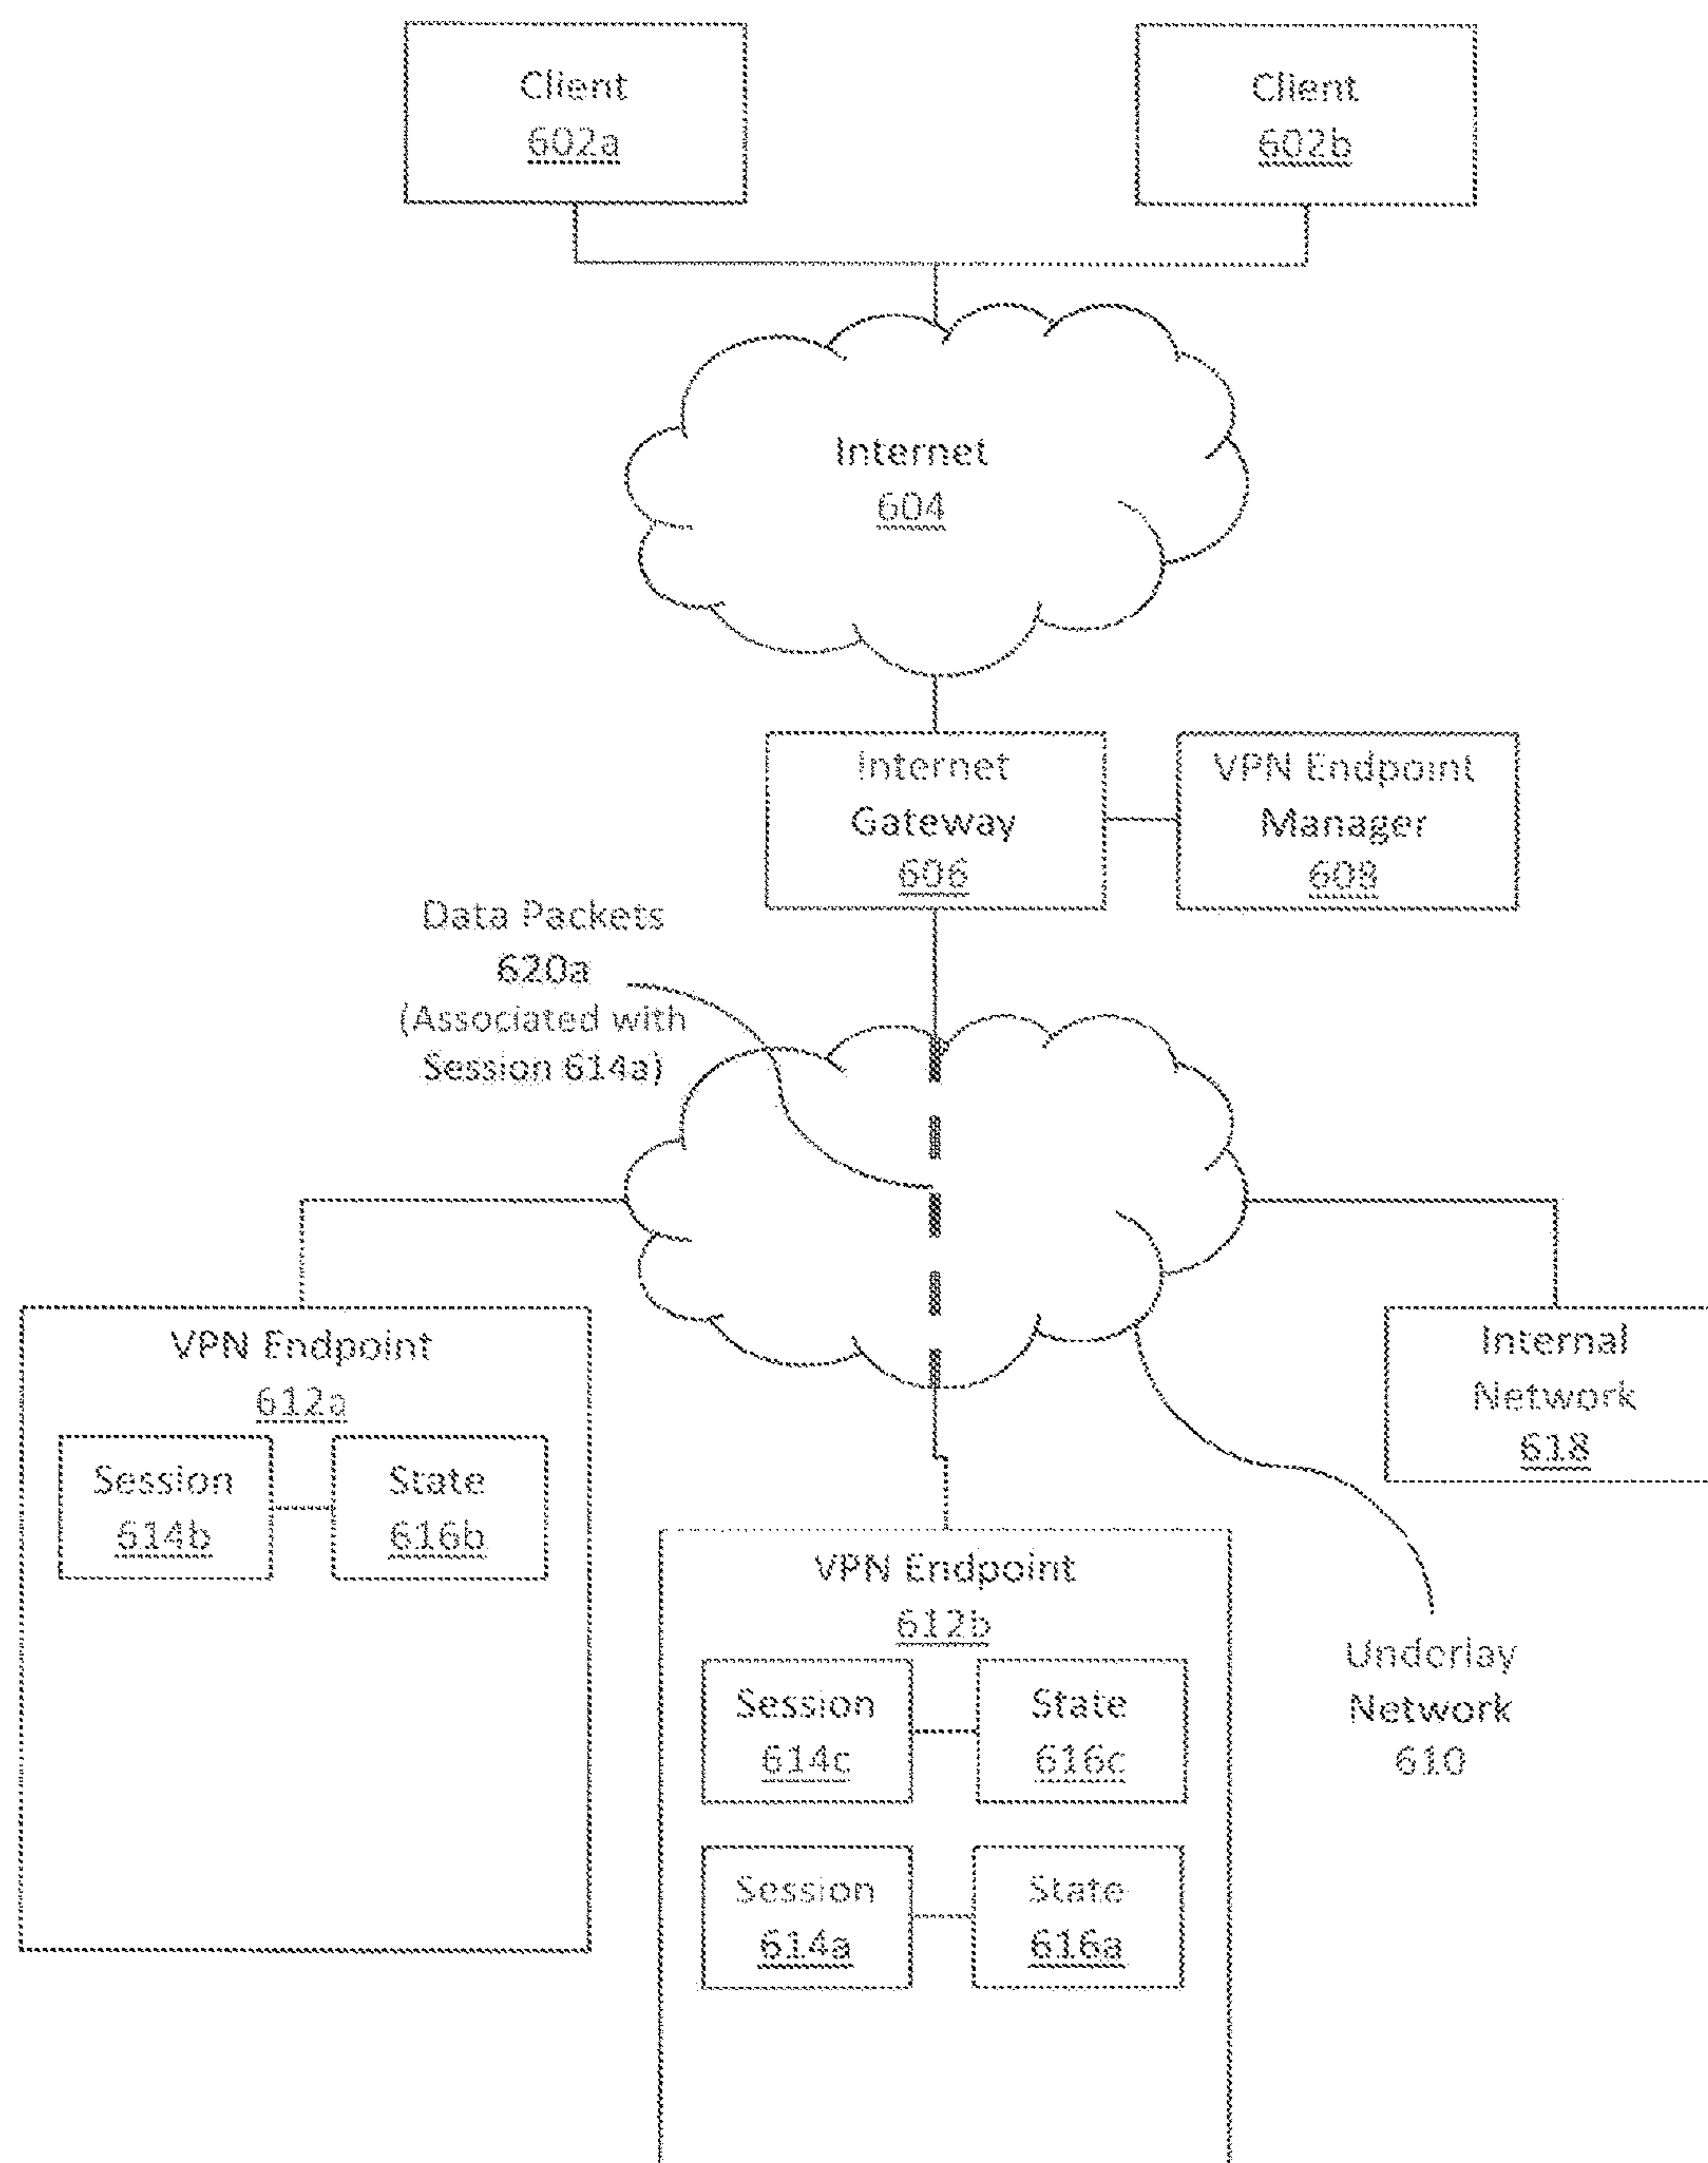 Client
602a
Client
602b
Internet
604
Internet
Gateway
606
VPN Endpoint
Manager
608
Data Packets
620a
(Associated with
Session 614a)
VPN Endpoint
612a
Session
614b
State
616b
Internal
Network
618
VPN Endpoint
612b
Session
614c
State
616c
Session
614a
State
616a
Underlay
Network
610